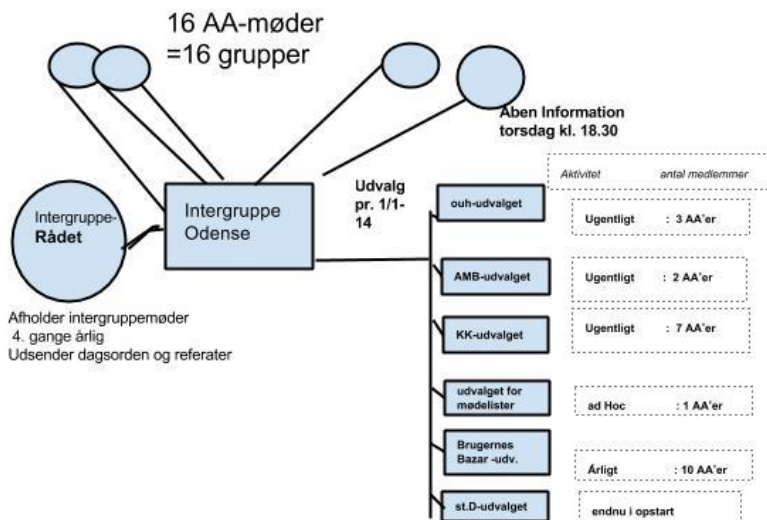 16 AA-møder
=16 grupper
Åben Information
torsdag kl. 18.30
Intergruppe-
Rådet
Intergruppe
Odense
Udvalg
pr. 1/1-
14
Afholder intergruppemøder
4. gange årlig
Udsender dagsorden og referater
Aktivitet antal medlemmer
ouh-udvalget
Ugentligt : 3 AA'er
AMB-udvalget
Ugentligt : 2 AA'er
KK-udvalget
Ugentligt : 7 AA'er
udvalget for
mødelister
ad Hoc : 1 AA'er
Brugernes
Bazar -udv.
Årligt : 10 AA'er
st.D-udvalget
endnu i opstart